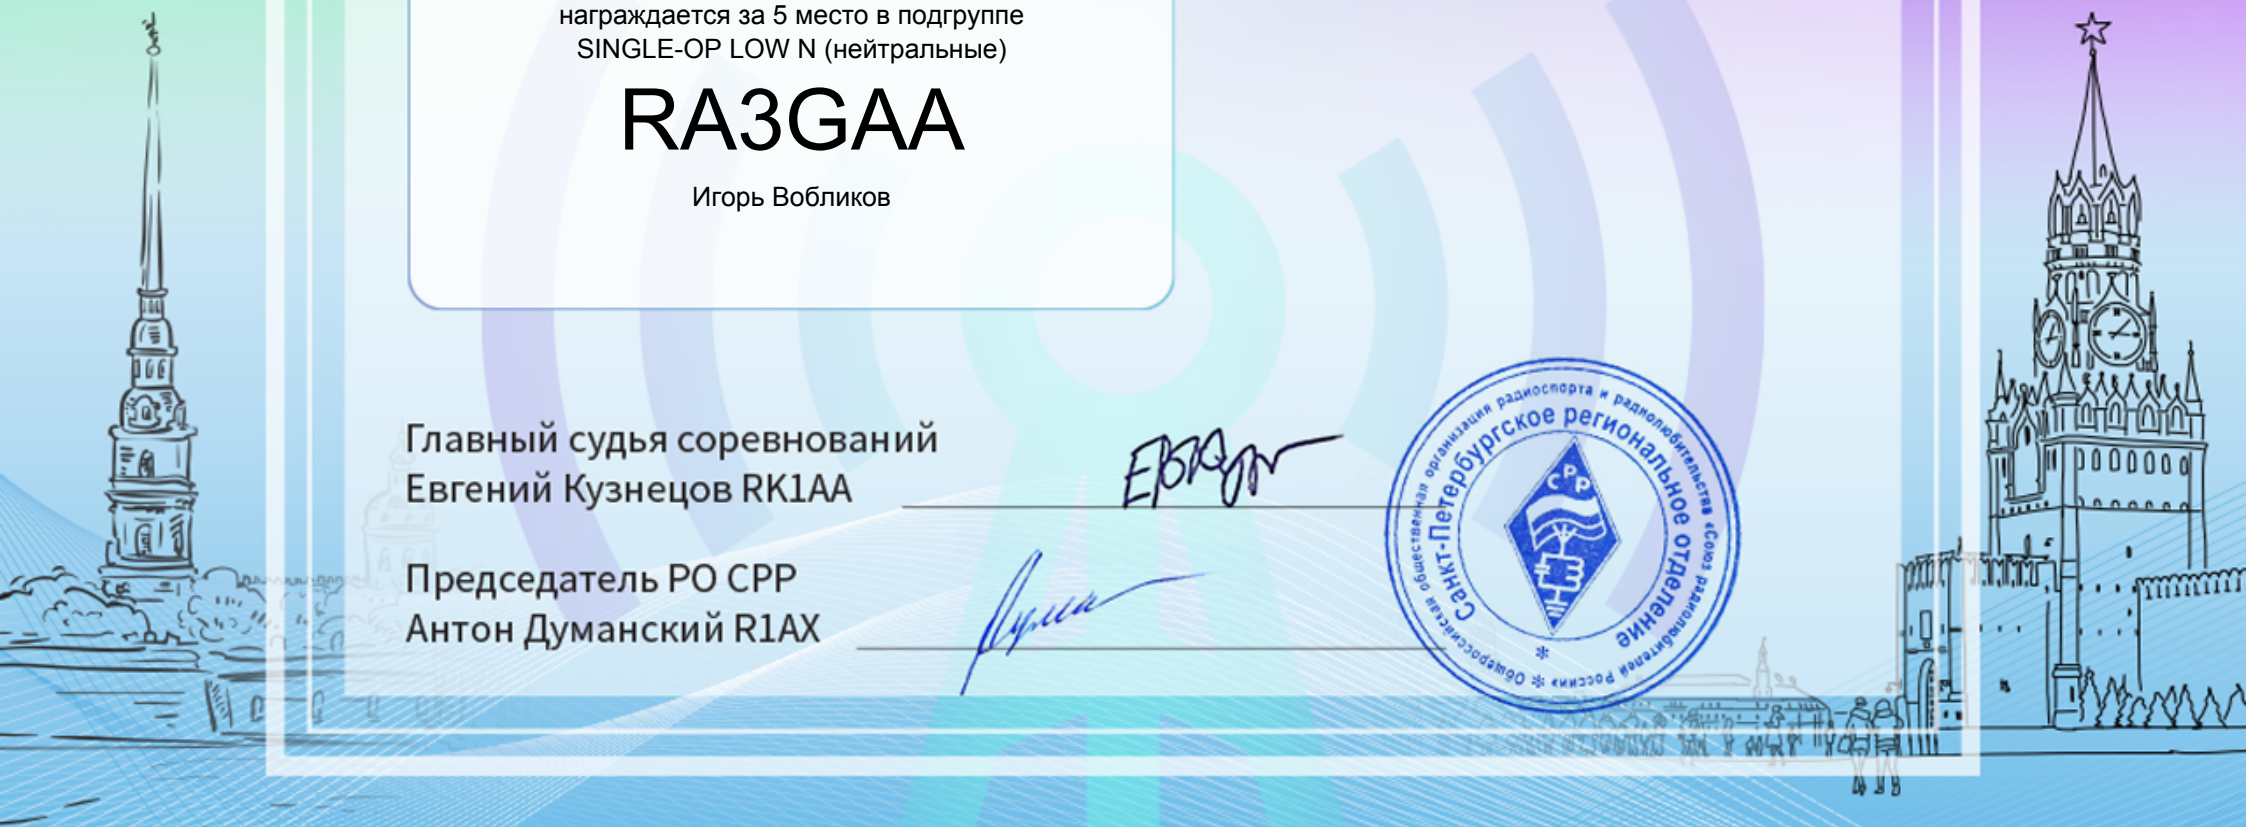 награждается за 5 место в подгруппе
SINGLE-OP LOW N (нейтральные)
RA3GAA
Игорь Вобликов
Главный судья соревнований
Евгений Кузнецов RK1AA
Председатель РО СРР
Антон Думанский R1AX
Общероссийская общественная организация радиоспорта и радиолюбительства «Союз радиолюбителей России»
Санкт-Петербургское региональное отделение
СРР